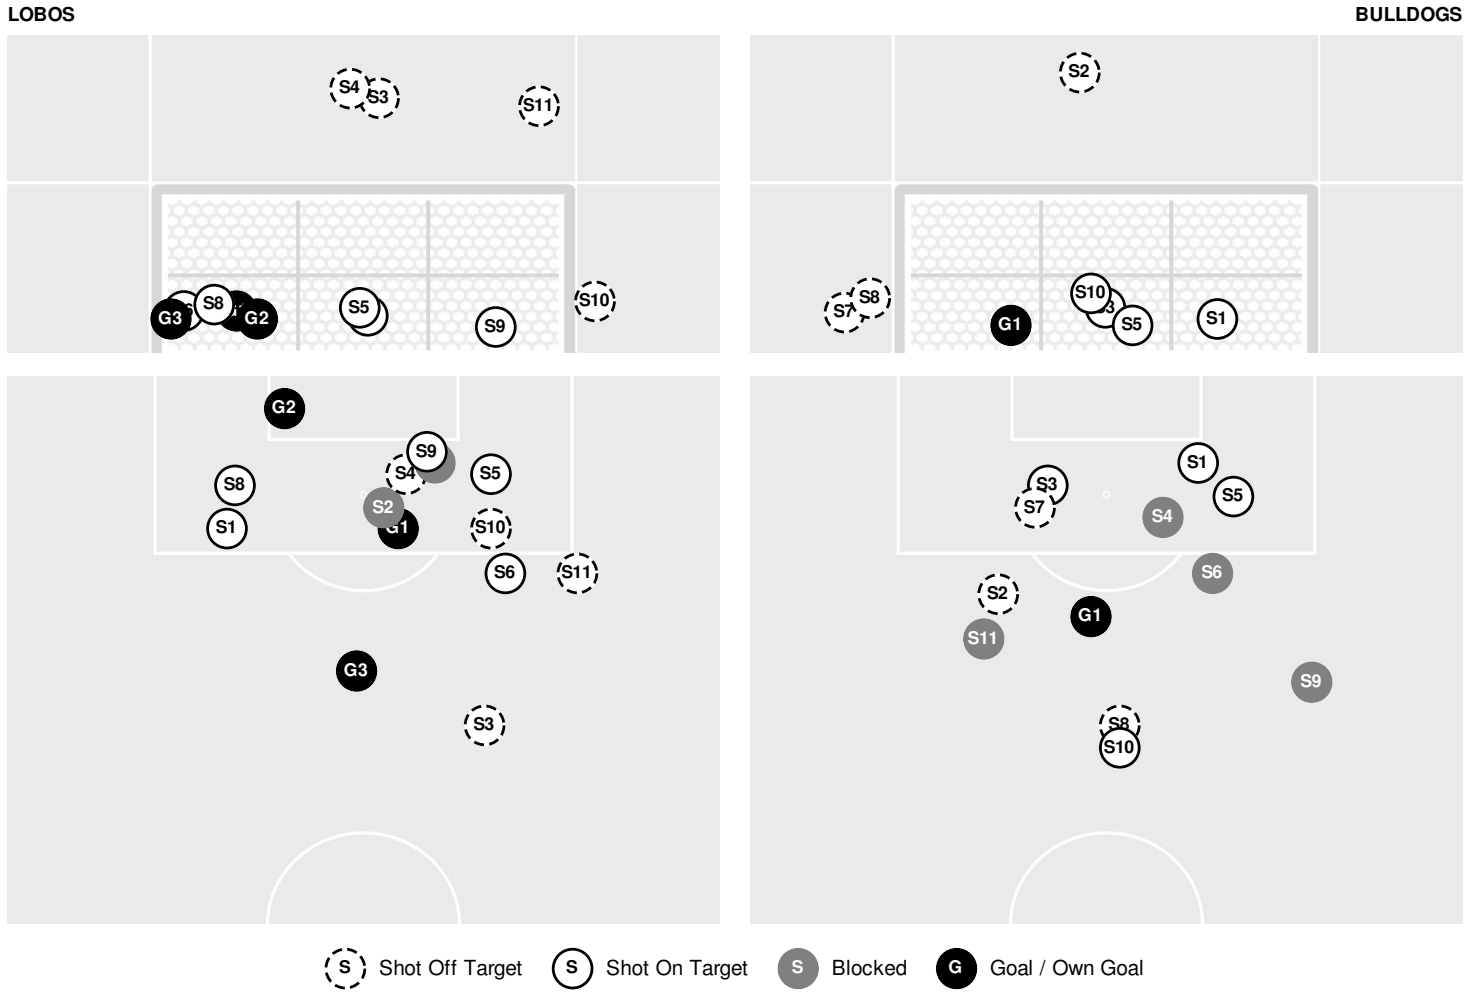 LOBOS
BULLDOGS
S4 S3 S11
S2
S10
G3 S8 G2 S5 S9
S7 S8
G1 S10 S5 S1
G2
S9
S4 S5
S8
S2
S1 G1 S10
S6 S11
G3
S3
S1
S3 S5
S7 S4
S6
S2 G1
S11
S9
S8
S10
S Shot Off Target S Shot On Target S Blocked G Goal / Own Goal